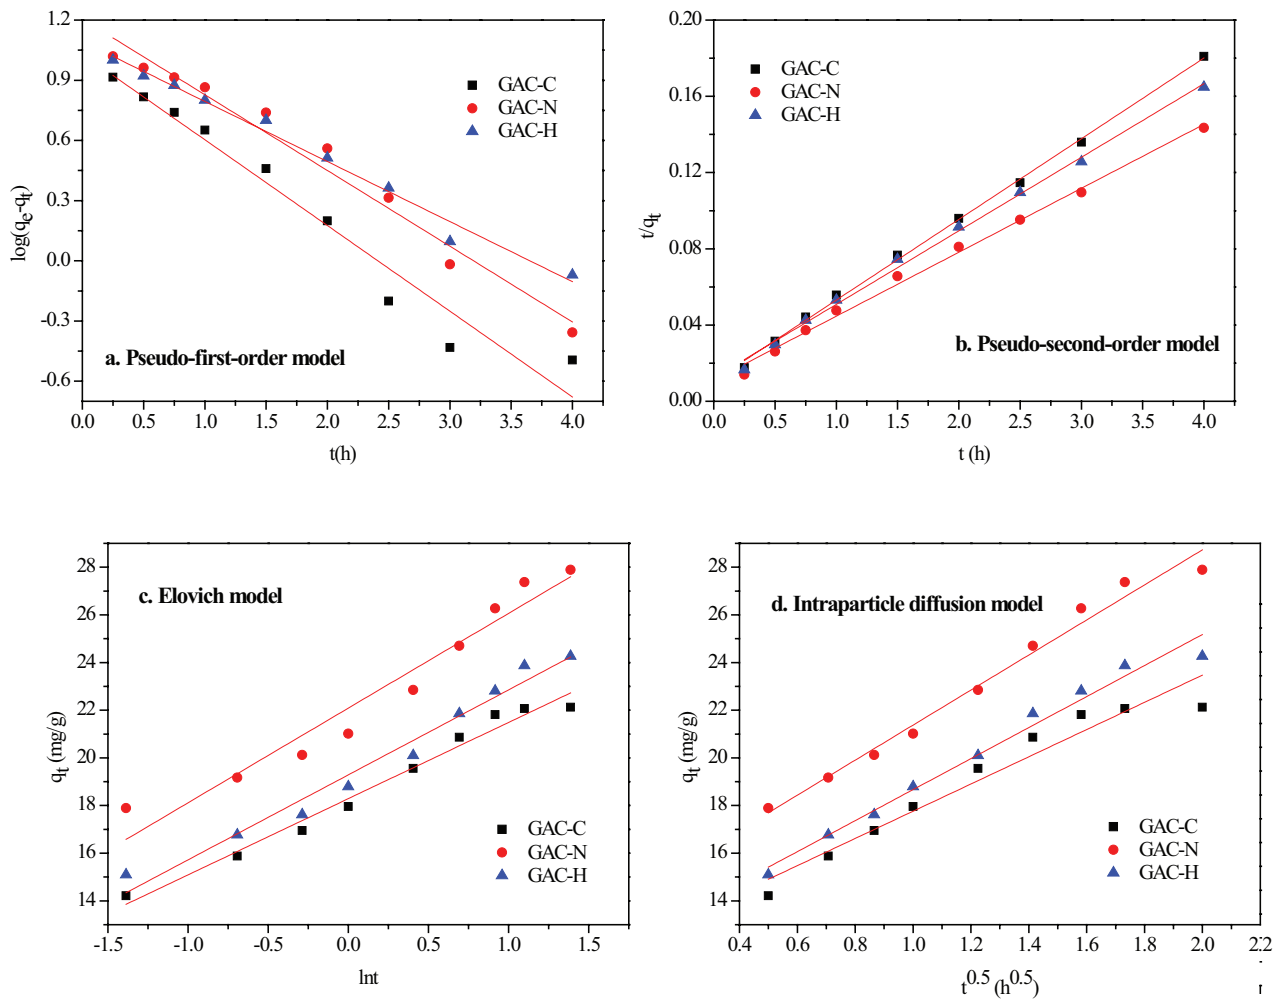 1.2
0.9
0.6
0.3
0.0
-0.3
-0.6
log(qe-qt)
GAC-C
GAC-N
GAC-H
a. Pseudo-first-order model
0.0 0.5 1.0 1.5 2.0 2.5 3.0 3.5 4.0
t(h)
0.20
0.16
0.12
0.08
0.04
0.00
t/qt
GAC-C
GAC-N
GAC-H
b. Pseudo-second-order model
0.0 0.5 1.0 1.5 2.0 2.5 3.0 3.5 4.0
t (h)
28
26
24
22
20
18
16
14
qt (mg/g)
c. Elovich model
GAC-C
GAC-N
GAC-H
-1.5 -1.0 -0.5 0.0 0.5 1.0 1.5
lnt
28
26
24
22
20
18
16
14
qt (mg/g)
d. Intraparticle diffusion model
GAC-C
GAC-N
GAC-H
0.4 0.6 0.8 1.0 1.2 1.4 1.6 1.8 2.0 2.2
t0.5 (h0.5)